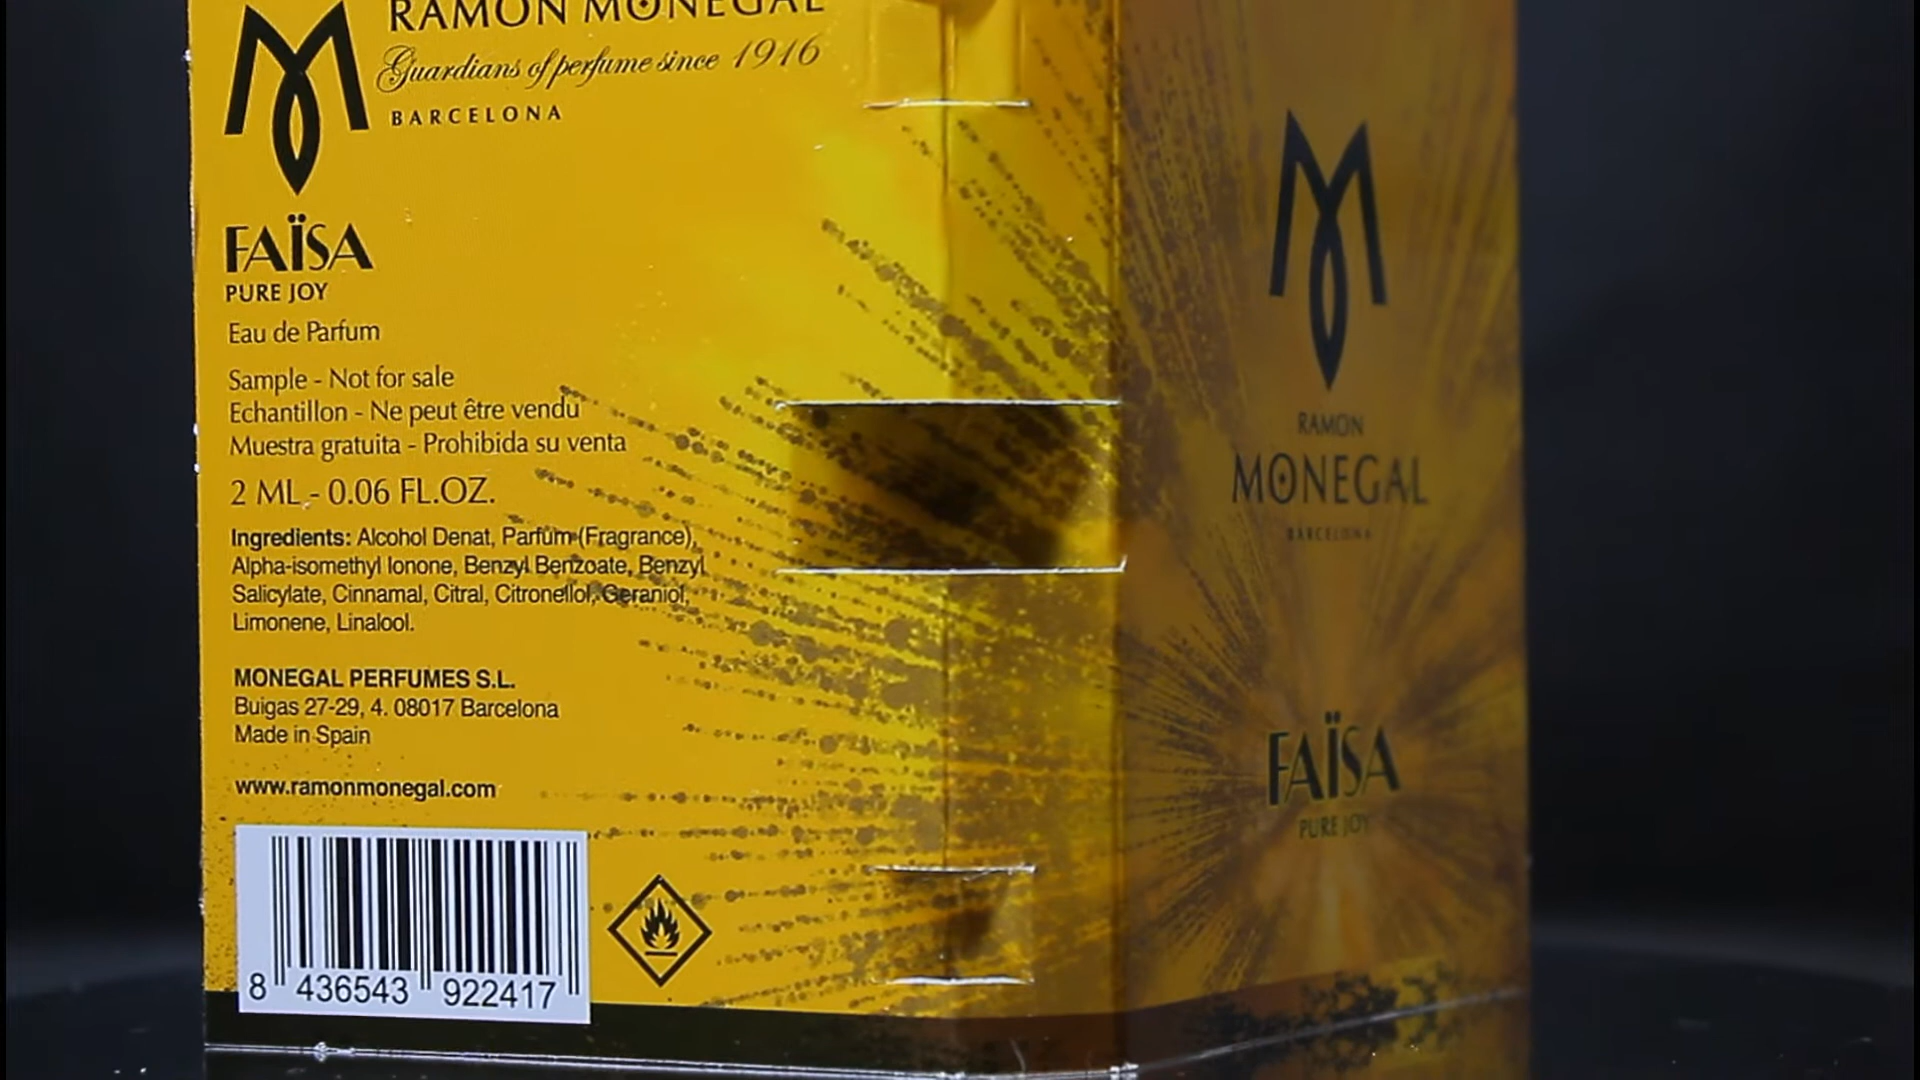 RAMON MONEGAL
Guardians of perfume since 1916
BARCELONA
FAÏSA
PURE JOY
Eau de Parfum
Sample - Not for sale
Echantillon - Ne peut être vendu
Muestra gratuita - Prohibida su venta
2 ML - 0.06 FL.OZ.
Ingredients: Alcohol Denat, Parfum (Fragrance),
Alpha-isomethyl Ionone, Benzyl Benzoate, Benzyl
Salicylate, Cinnamal, Citral, Citronellol, Geraniol,
Limonene, Linalool.
MONEGAL PERFUMES S.L.
Buigas 27-29, 4. 08017 Barcelona
Made in Spain
www.ramonmonegal.com
8 436543 922417
RAMON
MONEGAL
BARCELONA
FAÏSA
PURE JOY